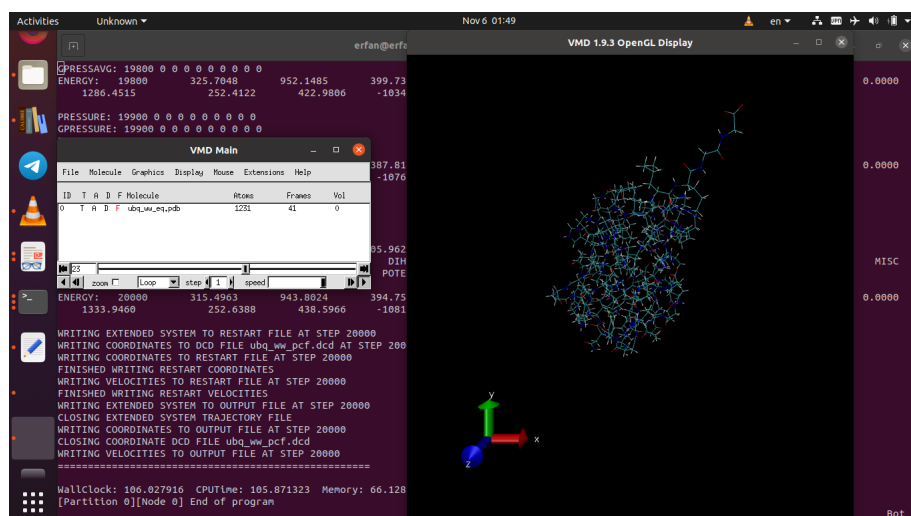 Activities
Unknown
Nov 6 01:49
en
erfan@erfa
GPRESSAVG: 19800 0 0 0 0 0 0 0 0 0
ENERGY: 19800 325.7048 952.1485 399.73
1286.4515 252.4122 422.9806 -1034
0.0000
PRESSURE: 19900 0 0 0 0 0 0 0 0 0
GPRESSURE: 19900 0 0 0 0 0 0 0 0 0
VMD Main
387.81
-1076
0.0000
File Molecule Graphics Display Mouse Extensions Help
ID T A D F Molecule Atoms Frames Vol
0 T A D F ubq_ww_eq.pdb 1231 41 0
05.962
DIH
MISC
POTE
23
zoom Loop step 1 speed
ENERGY: 20000 315.4963 943.8024 394.75
1333.9460 252.6388 438.5966 -1081
0.0000
WRITING EXTENDED SYSTEM TO RESTART FILE AT STEP 20000
WRITING COORDINATES TO DCD FILE ubq_ww_pcf.dcd AT STEP 200
WRITING COORDINATES TO RESTART FILE AT STEP 20000
FINISHED WRITING RESTART COORDINATES
WRITING VELOCITIES TO RESTART FILE AT STEP 20000
FINISHED WRITING RESTART VELOCITIES
WRITING EXTENDED SYSTEM TO OUTPUT FILE AT STEP 20000
CLOSING EXTENDED SYSTEM TRAJECTORY FILE
WRITING COORDINATES TO OUTPUT FILE AT STEP 20000
CLOSING COORDINATE DCD FILE ubq_ww_pcf.dcd
WRITING VELOCITIES TO OUTPUT FILE AT STEP 20000
====================================================
WallClock: 106.027916 CPUTime: 105.871323 Memory: 66.128
[Partition 0][Node 0] End of program
Bot
VMD 1.9.3 OpenGL Display
y
x
z